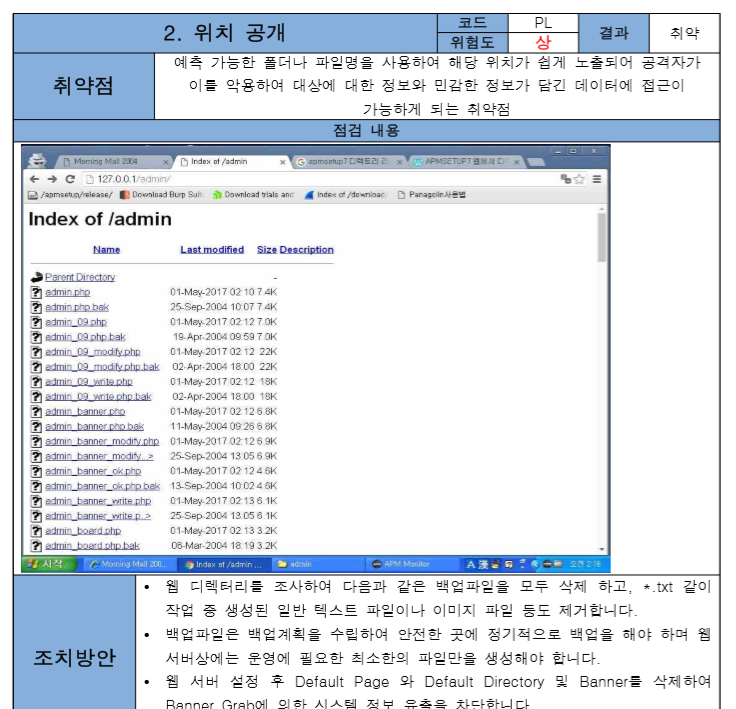 2. 위치 공개
코드 PL 결과 취약
위험도 상
취약점
예측 가능한 폴더나 파일명을 사용하여 해당 위치가 쉽게 노출되어 공격자가
이를 악용하여 대상에 대한 정보와 민감한 정보가 담긴 데이터에 접근이
가능하게 되는 취약점
점검 내용
Morning Mall 2004 Index of /admin apmsetup7 디렉토리 APMSETUP7 웹에서
127.0.0.1/admin/
/apmsetup/release/ Download Burp Suit Download trials and Index of /download Panagolin사용법
Index of /admin
Name Last modified Size Description
Parent Directory -
admin.php 01-May-2017 02:10 7.4K
admin.php.bak 25-Sep-2004 10:07 7.4K
admin_09.php 01-May-2017 02:12 7.0K
admin_09.php.bak 19-Apr-2004 09:59 7.0K
admin_09_modify.php 01-May-2017 02:12 22K
admin_09_modify.php.bak 02-Apr-2004 18:00 22K
admin_09_write.php 01-May-2017 02:12 18K
admin_09_write.php.bak 02-Apr-2004 18:00 18K
admin_banner.php 01-May-2017 02:12 6.8K
admin_banner.php.bak 11-May-2004 09:26 6.8K
admin_banner_modify.php 01-May-2017 02:12 6.9K
admin_banner_modify...> 25-Sep-2004 13:05 6.9K
admin_banner_ok.php 01-May-2017 02:12 4.6K
admin_banner_ok.php.bak 13-Sep-2004 10:02 4.6K
admin_banner_write.php 01-May-2017 02:13 6.1K
admin_banner_write.p..> 25-Sep-2004 13:05 6.1K
admin_board.php 01-May-2017 02:13 3.2K
admin_board.php.bak 06-Mar-2004 18:19 3.2K
시작 Morning Mall 200... Index of /admin ... admin APM Monitor A 漢 오전 2:16
조치방안
• 웹 디렉터리를 조사하여 다음과 같은 백업파일을 모두 삭제 하고, *.txt 같이
작업 중 생성된 일반 텍스트 파일이나 이미지 파일 등도 제거합니다.
• 백업파일은 백업계획을 수립하여 안전한 곳에 정기적으로 백업을 해야 하며 웹
서버상에는 운영에 필요한 최소한의 파일만을 생성해야 합니다.
• 웹 서버 설정 후 Default Page 와 Default Directory 및 Banner를 삭제하여
Banner Grab에 의한 시스템 정보 유출을 차단합니다